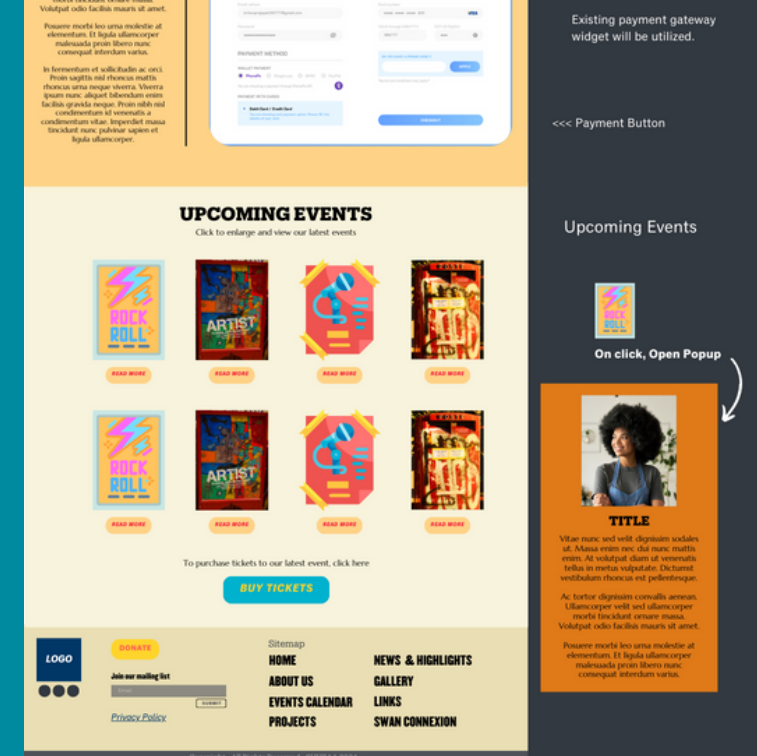 Volutpat odio facilisis mauris sit amet.
Posuere morbi leo urna molestie at
elementum. Et ligula ullamcorper
malesuada proin libero nunc
consequat interdum varius.
In fermentum et sollicitudin ac orci.
Proin sagittis nisl rhoncus mattis
rhoncus urna neque viverra. Viverra
ipsum nunc aliquet bibendum enim
facilisis gravida neque. Proin nibh nisl
condimentum id venenatis a
condimentum vitae. Imperdiet massa
tincidunt nunc pulvinar sapien et
ligula ullamcorper.
PAYMENT METHOD
VISA
APPLY
Debit Card / Credit Card
Existing payment gateway
widget will be utilized.
<<< Payment Button
UPCOMING EVENTS
Click to enlarge and view our latest events
ROCK
ROLL
ARTIST
READ MORE
READ MORE
READ MORE
READ MORE
ROCK
ROLL
ARTIST
READ MORE
READ MORE
READ MORE
READ MORE
To purchase tickets to our latest event, click here
BUY TICKETS
Upcoming Events
ROCK
ROLL
On click, Open Popup
TITLE
Vitae nunc sed velit dignissim sodales
ut. Massa enim nec dui nunc mattis
enim. At volutpat diam ut venenatis
tellus in metus vulputate. Dictumst
vestibulum rhoncus est pellentesque.
Ac tortor dignissim convallis aenean.
Ullamcorper velit sed ullamcorper
morbi tincidunt ornare massa.
Volutpat odio facilisis mauris sit amet.
Posuere morbi leo urna molestie at
elementum. Et ligula ullamcorper
malesuada proin libero nunc
consequat interdum varius.
LOGO
DONATE
Join our mailing list
Email
SUBMIT
Privacy Policy
Sitemap
HOME
ABOUT US
EVENTS CALENDAR
PROJECTS
NEWS & HIGHLIGHTS
GALLERY
LINKS
SWAN CONNEXION